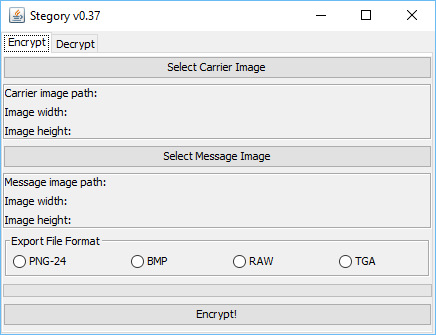 Stegory v0.37
Encrypt Decrypt
Select Carrier Image
Carrier image path:
Image width:
Image height:
Select Message Image
Message image path:
Image width:
Image height:
Export File Format
PNG-24 BMP RAW TGA
Encrypt!